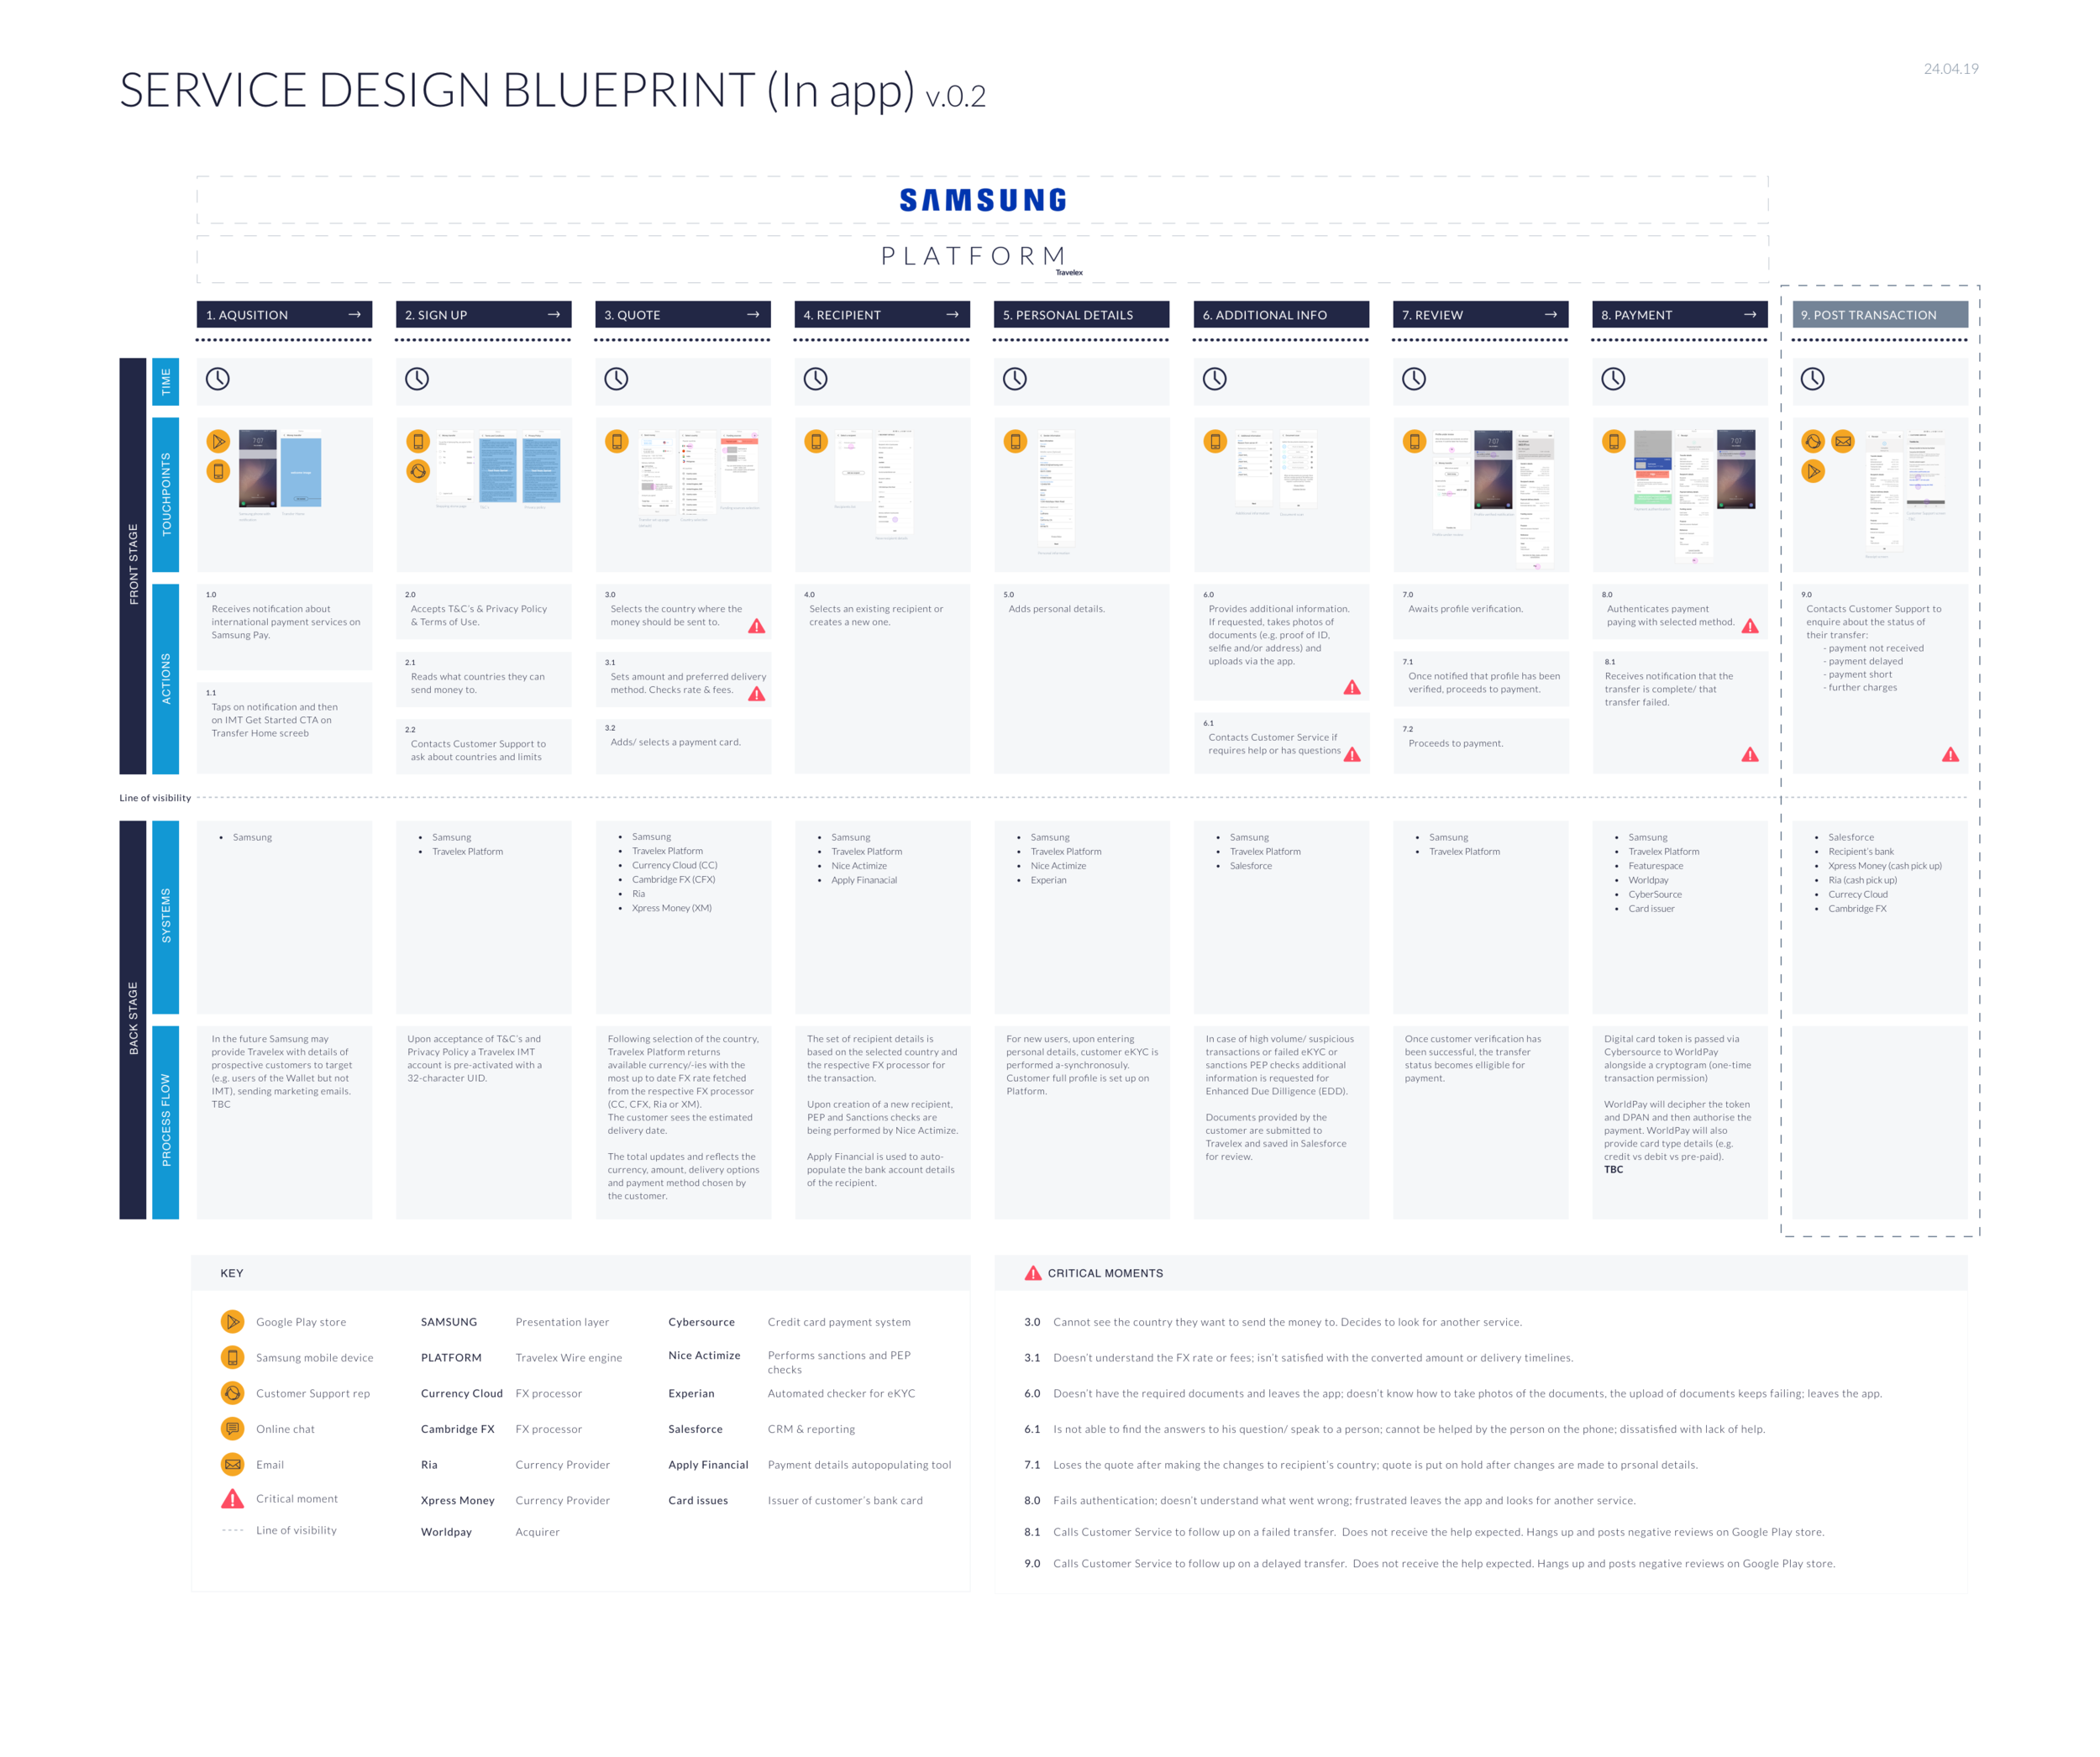 SERVICE DESIGN BLUEPRINT (In app) v.0.2
24.04.19
SAMSUNG
PLATFORM
Travelex
1. AQUSITION →
2. SIGN UP →
3. QUOTE →
4. RECIPIENT →
5. PERSONAL DETAILS
6. ADDITIONAL INFO
7. REVIEW →
8. PAYMENT →
9. POST TRANSACTION
FRONT STAGE
TIME
TOUCHPOINTS
7:07
7:07
7:07
ACTIONS
1.0
Receives notification about
international payment services on
Samsung Pay.
1.1
Taps on notification and then
on IMT Get Started CTA on
Transfer Home screeb
2.0
Accepts T&C's & Privacy Policy
& Terms of Use.
2.1
Reads what countries they can
send money to.
2.2
Contacts Customer Support to
ask about countries and limits
3.0
Selects the country where the
money should be sent to.
3.1
Sets amount and preferred delivery
method. Checks rate & fees.
3.2
Adds/ selects a payment card.
4.0
Selects an existing recipient or
creates a new one.
5.0
Adds personal details.
6.0
Provides additional information.
If requested, takes photos of
documents (e.g. proof of ID,
selfie and/or address) and
uploads via the app.
6.1
Contacts Customer Service if
requires help or has questions
7.0
Awaits profile verification.
7.1
Once notified that profile has been
verified, proceeds to payment.
7.2
Proceeds to payment.
8.0
Authenticates payment
paying with selected method.
8.1
Receives notification that the
transfer is complete/ that
transfer failed.
9.0
Contacts Customer Support to
enquire about the status of
their transfer:
- payment not received
- payment delayed
- payment short
- further charges
Line of visibility
BACK STAGE
SYSTEMS
• Samsung
• Samsung
• Travelex Platform
• Samsung
• Travelex Platform
• Currency Cloud (CC)
• Cambridge FX (CFX)
• Ria
• Xpress Money (XM)
• Samsung
• Travelex Platform
• Nice Actimize
• Apply Finanacial
• Samsung
• Travelex Platform
• Nice Actimize
• Experian
• Samsung
• Travelex Platform
• Salesforce
• Samsung
• Travelex Platform
• Samsung
• Travelex Platform
• Featurespace
• Worldpay
• CyberSource
• Card issuer
• Salesforce
• Recipient's bank
• Xpress Money (cash pick up)
• Ria (cash pick up)
• Currecy Cloud
• Cambridge FX
PROCESS FLOW
In the future Samsung may
provide Travelex with details of
prospective customers to target
(e.g. users of the Wallet but not
IMT), sending marketing emails.
TBC
Upon acceptance of T&C's and
Privacy Policy a Travelex IMT
account is pre-activated with a
32-character UID.
Following selection of the country,
Travelex Platform returns
available currency/-ies with the
most up to date FX rate fetched
from the respective FX processor
(CC, CFX, Ria or XM).
The customer sees the estimated
delivery date.
The total updates and reflects the
currency, amount, delivery options
and payment method chosen by
the customer.
The set of recipient details is
based on the selected country and
the respective FX processor for
the transaction.
Upon creation of a new recipient,
PEP and Sanctions checks are
being performed by Nice Actimize.
Apply Financial is used to auto-
populate the bank account details
of the recipient.
For new users, upon entering
personal details, customer eKYC is
performed a-synchronosuly.
Customer full profile is set up on
Platform.
In case of high volume/ suspicious
transactions or failed eKYC or
sanctions PEP checks additional
information is requested for
Enhanced Due Dilligence (EDD).
Documents provided by the
customer are submitted to
Travelex and saved in Salesforce
for review.
Once customer verification has
been successful, the transfer
status becomes elligible for
payment.
Digital card token is passed via
Cybersource to WorldPay
alongside a cryptogram (one-time
transaction permission)
WorldPay will decipher the token
and DPAN and then authorise the
payment. WorldPay will also
provide card type details (e.g.
credit vs debit vs pre-paid).
TBC
KEY
Google Play store
Samsung mobile device
Customer Support rep
Online chat
Email
Critical moment
Line of visibility
SAMSUNG Presentation layer
PLATFORM Travelex Wire engine
Currency Cloud FX processor
Cambridge FX FX processor
Ria Currency Provider
Xpress Money Currency Provider
Worldpay Acquirer
Cybersource Credit card payment system
Nice Actimize Performs sanctions and PEP
checks
Experian Automated checker for eKYC
Salesforce CRM & reporting
Apply Financial Payment details autopopulating tool
Card issues Issuer of customer's bank card
CRITICAL MOMENTS
3.0 Cannot see the country they want to send the money to. Decides to look for another service.
3.1 Doesn't understand the FX rate or fees; isn't satisfied with the converted amount or delivery timelines.
6.0 Doesn't have the required documents and leaves the app; doesn't know how to take photos of the documents, the upload of documents keeps failing; leaves the app.
6.1 Is not able to find the answers to his question/ speak to a person; cannot be helped by the person on the phone; dissatisfied with lack of help.
7.1 Loses the quote after making the changes to recipient's country; quote is put on hold after changes are made to prsonal details.
8.0 Fails authentication; doesn't understand what went wrong; frustrated leaves the app and looks for another service.
8.1 Calls Customer Service to follow up on a failed transfer. Does not receive the help expected. Hangs up and posts negative reviews on Google Play store.
9.0 Calls Customer Service to follow up on a delayed transfer. Does not receive the help expected. Hangs up and posts negative reviews on Google Play store.